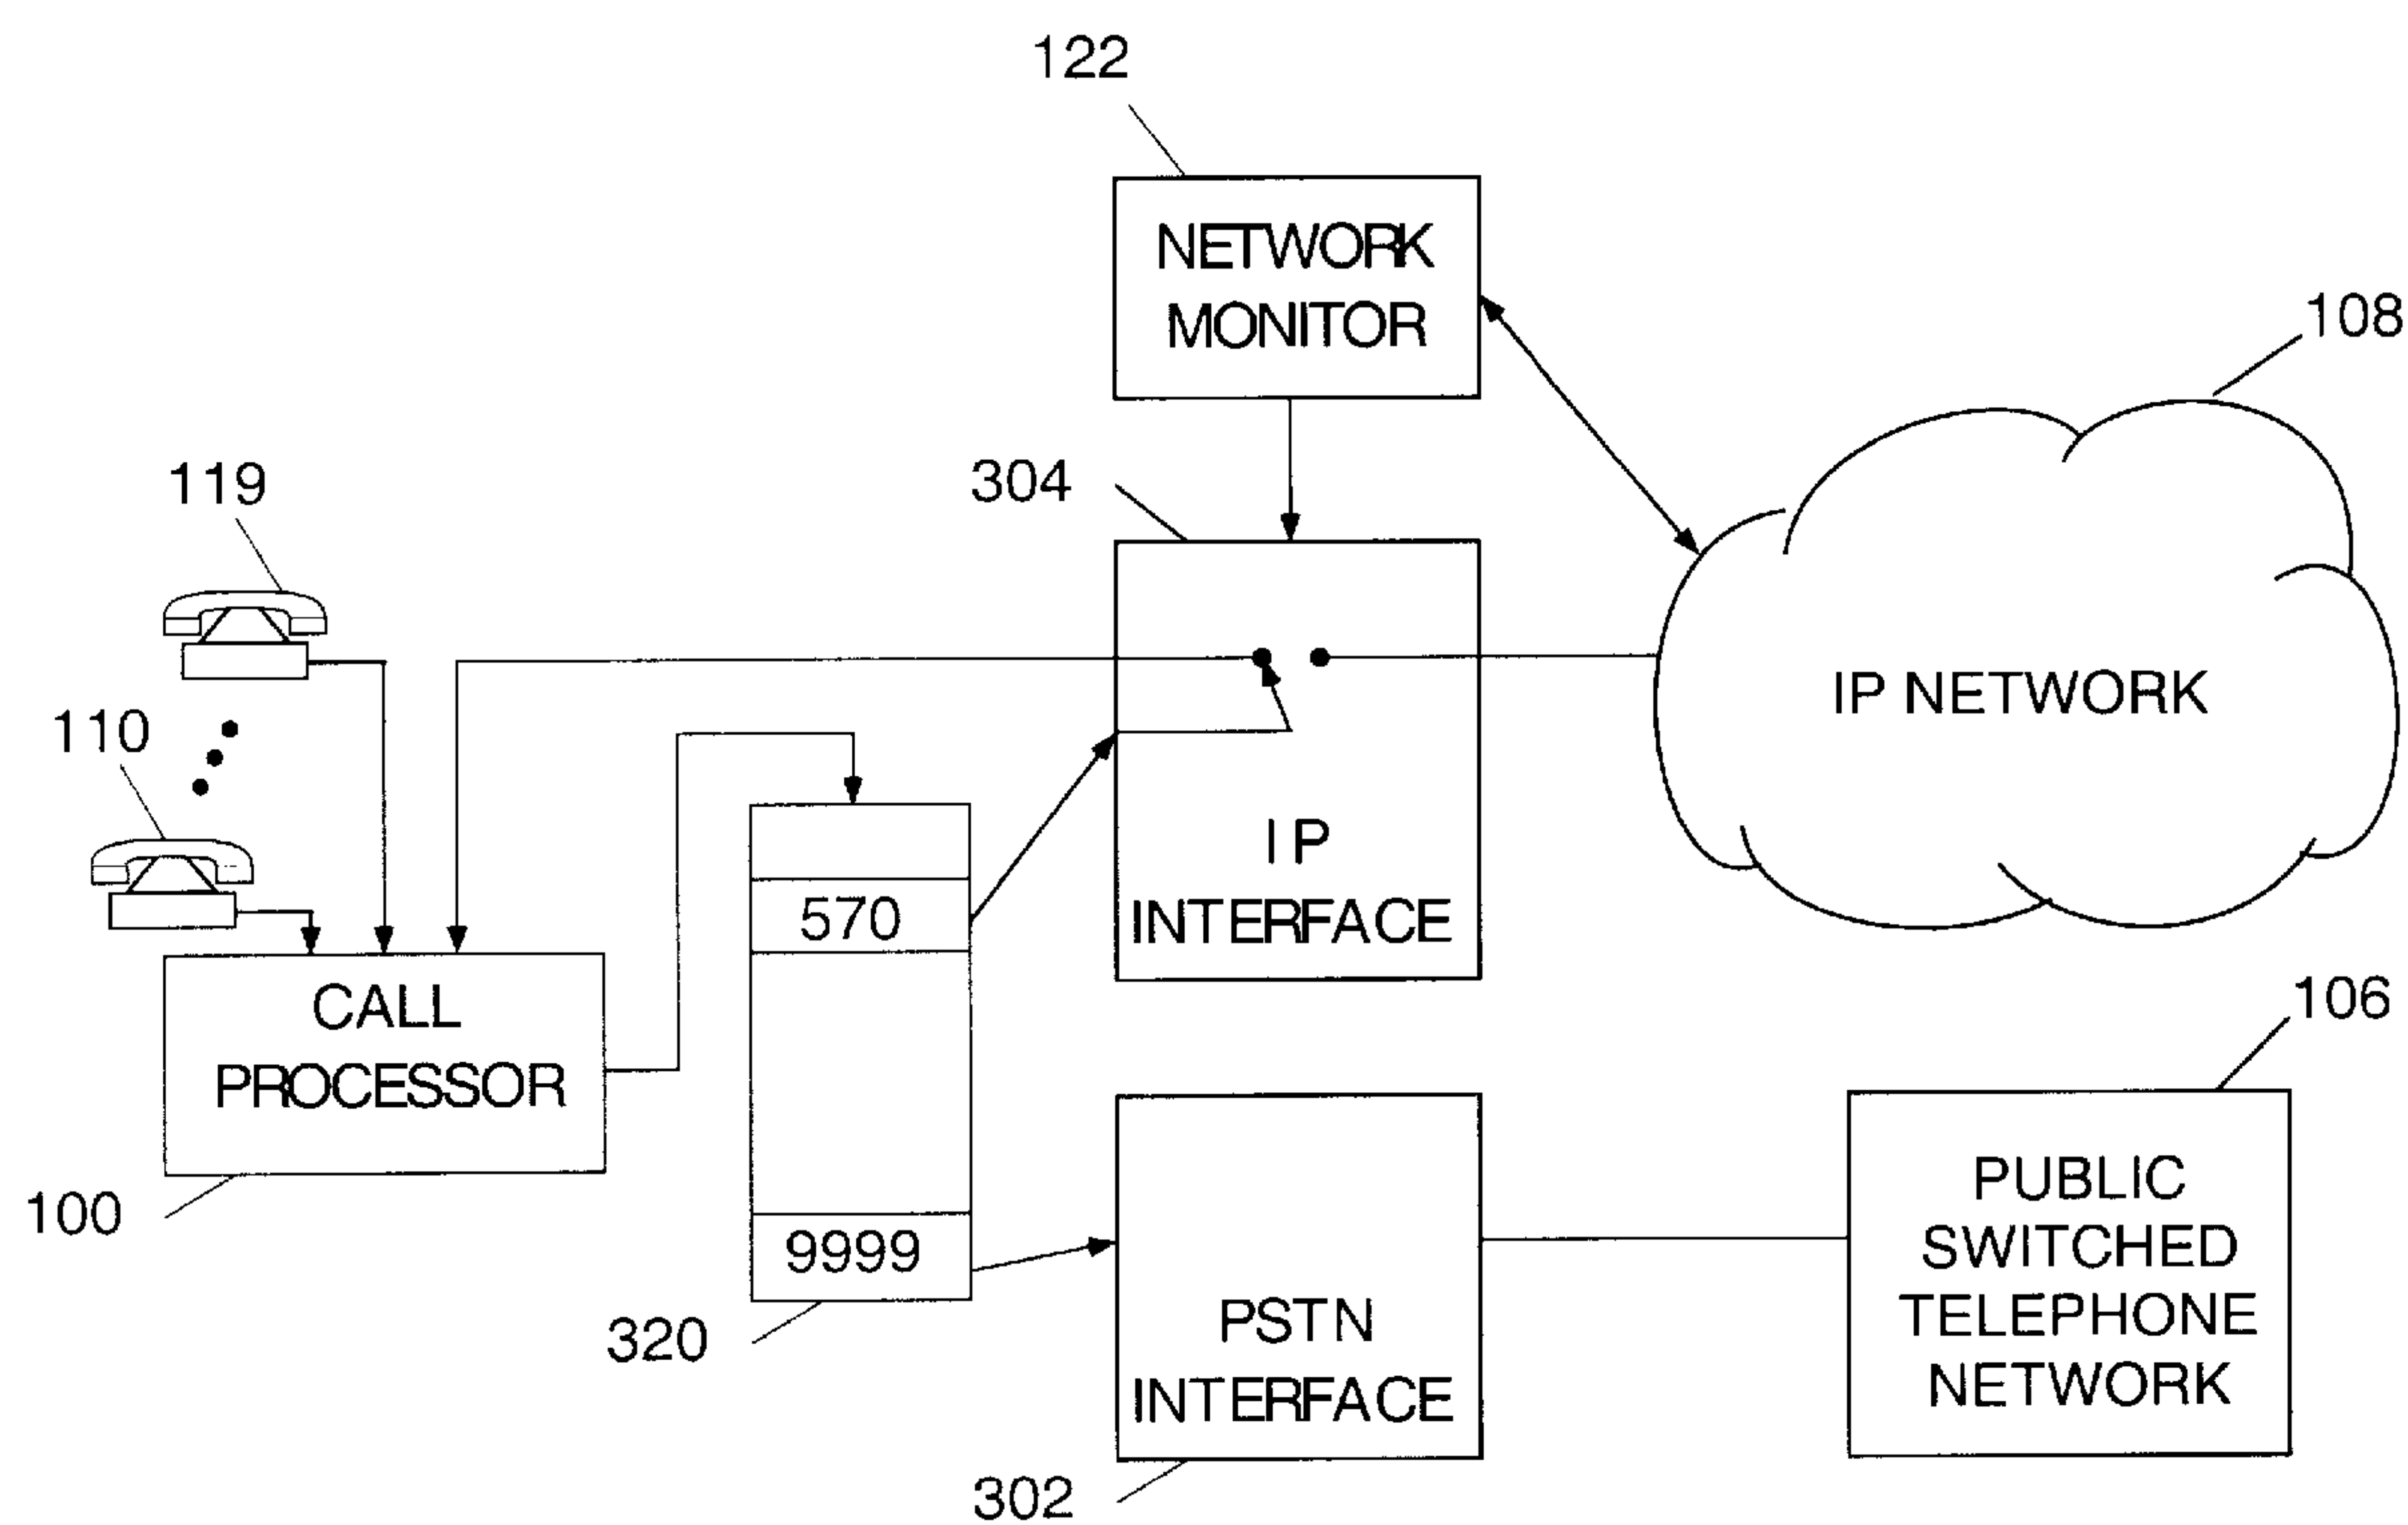 122
NETWORK
MONITOR
108
119
304
110
IP NETWORK
570
IP
INTERFACE
CALL
PROCESSOR
106
100
9999
PUBLIC
SWITCHED
TELEPHONE
NETWORK
320
PSTN
INTERFACE
302